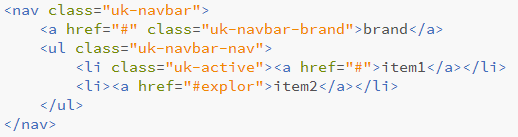 <nav class="uk-navbar">
<a href="#" class="uk-navbar-brand">brand</a>
<ul class="uk-navbar-nav">
<li class="uk-active"><a href="#">item1</a></li>
<li><a href="#explor">item2</a></li>
</ul>
</nav>